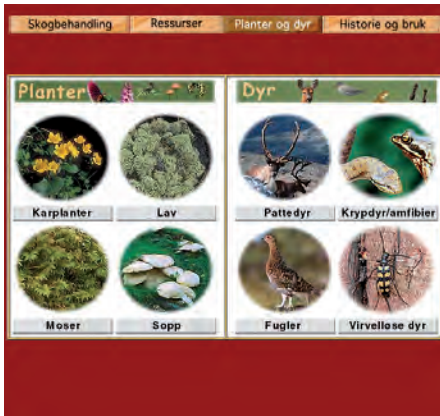 Skogbehandling Ressurser Planter og dyr Historie og bruk
Planter Dyr
Karplanter Lav Pattedyr Krypdyr/amfibier
Moser Sopp Fugler Virvelløse dyr